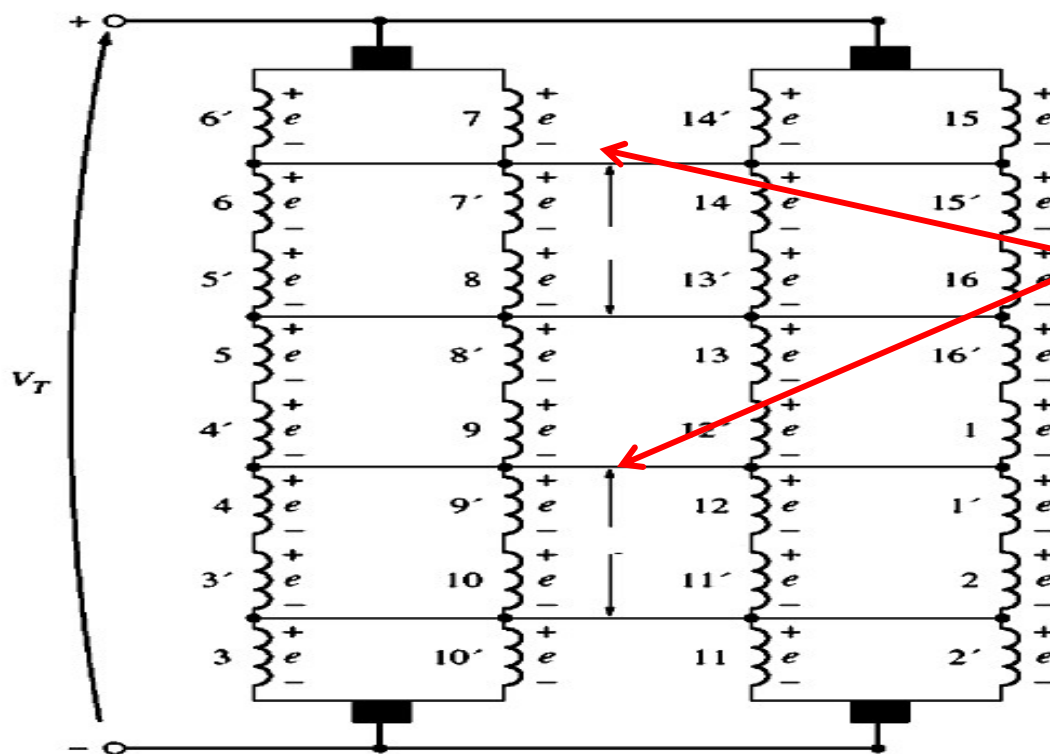 +
+ + + +
6´ e 7 e 14´ e 15 e
− − − −
+ + + +
6 e 7´ e 14 e 15´ e
− − − −
+ + + +
5´ e 8 e 13´ e 16 e
− − − −
+ + + +
5 e 8´ e 13 e 16´ e
− − − −
V_T
+ + + +
4´ e 9 e 12´ e 1 e
− − − −
+ + + +
4 e 9´ e 12 e 1´ e
− − − −
+ + + +
3´ e 10 e 11´ e 2 e
− − − −
+ + + +
3 e 10´ e 11 e 2´ e
− − − −
−